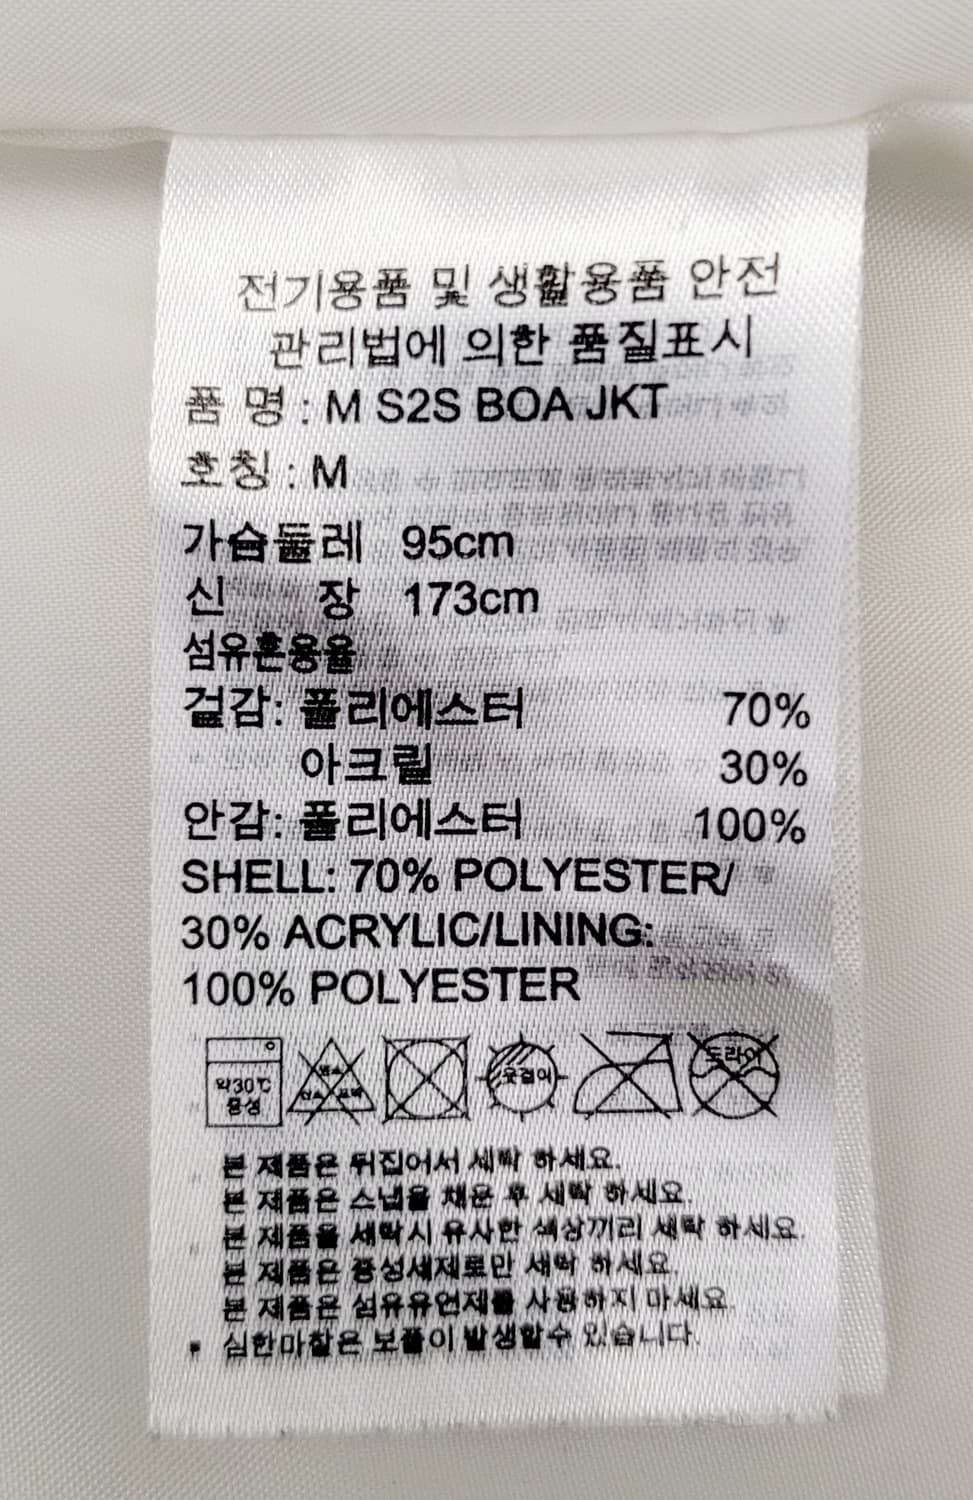 전기용품 및 생활용품 안전
관리법에 의한 품질표시
품 명 : M S2S BOA JKT
호칭 : M
가슴둘레 95cm
신 장 173cm
섬유혼용율
겉감: 폴리에스터 70%
아크릴 30%
안감: 폴리에스터 100%
SHELL: 70% POLYESTER/
30% ACRYLIC/LINING:
100% POLYESTER
약30℃
중성
옷걸이
드라이
본 제품은 뒤집어서 세탁 하세요.
본 제품은 스냅을 채운 후 세탁 하세요.
본 제품을 세탁시 유사한 색상끼리 세탁 하세요.
본 제품은 중성세제로만 세탁 하세요.
본 제품은 섬유유연제를 사용하지 마세요.
심한마찰은 보풀이 발생할수 있습니다.